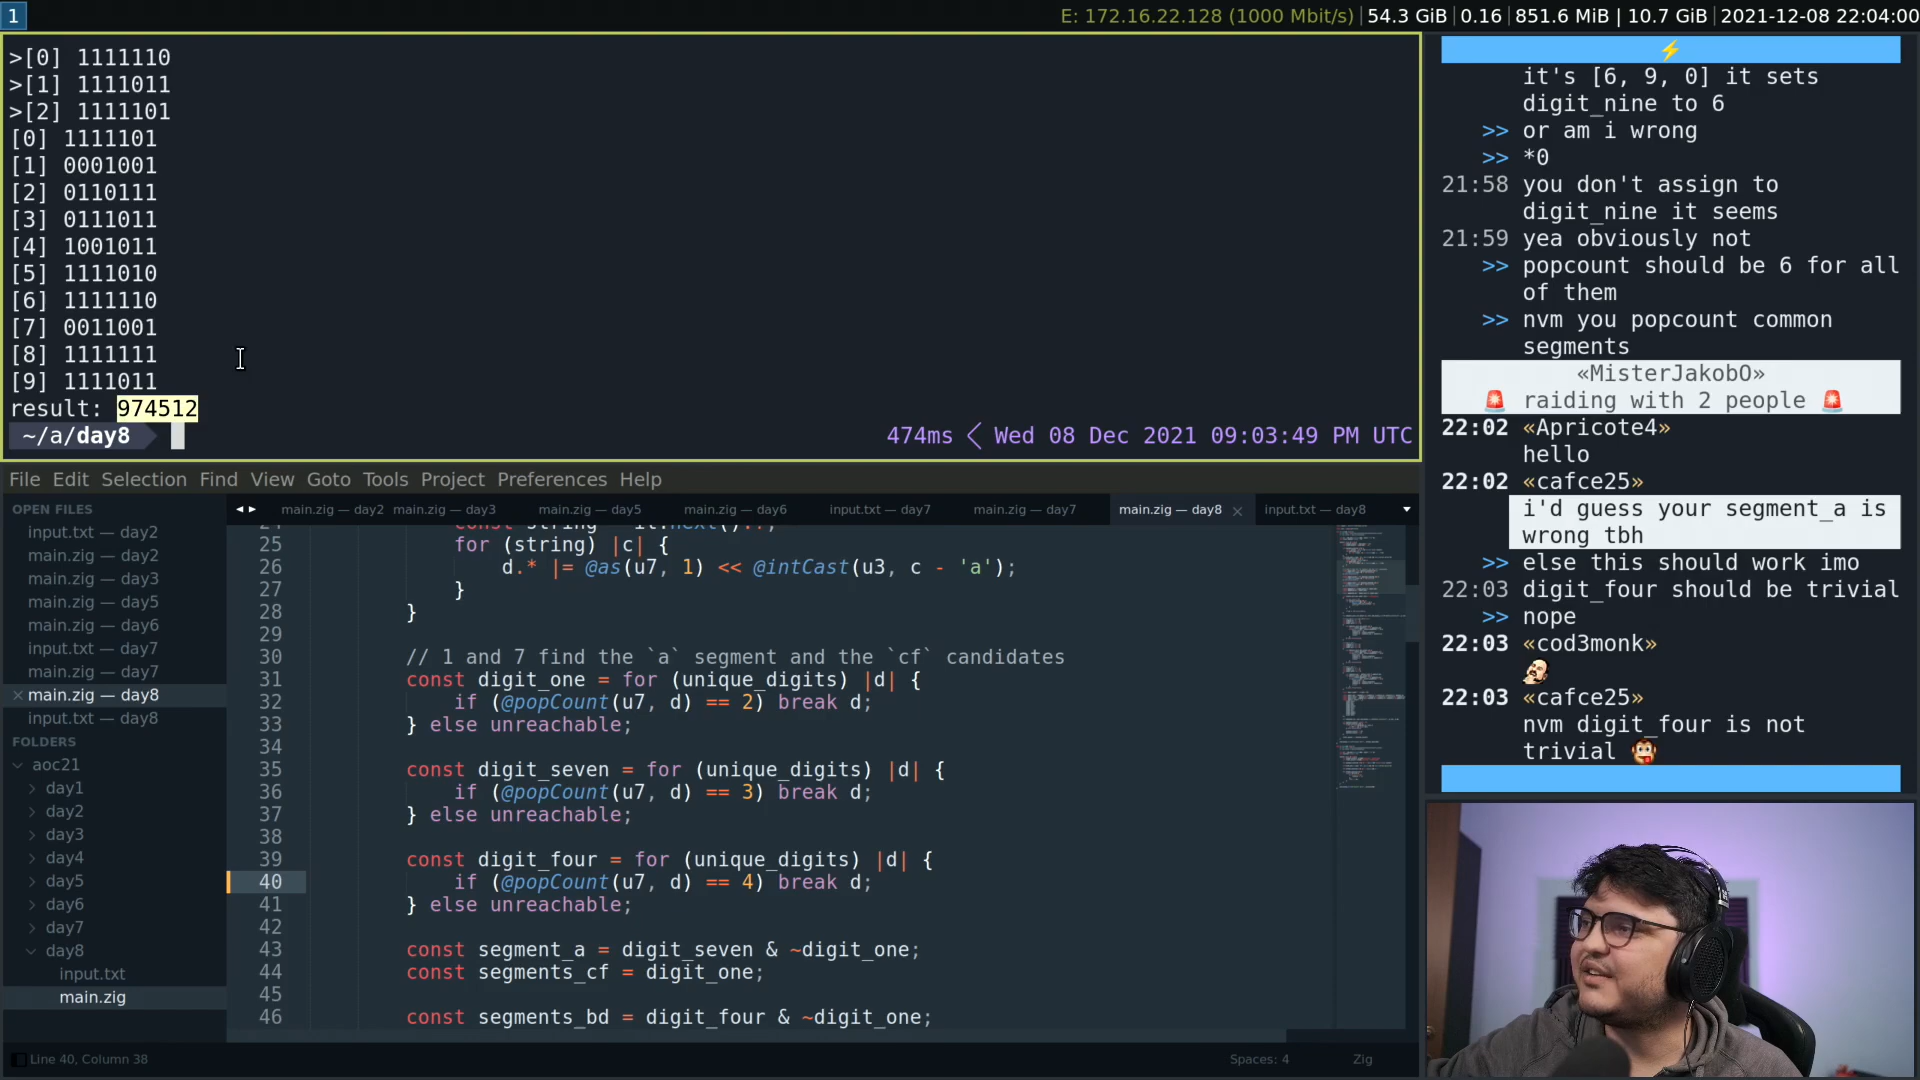 1
E: 172.16.22.128 (1000 Mbit/s) | 54.3 GiB | 0.16 | 851.6 MiB | 10.7 GiB | 2021-12-08 22:04:00
>[0] 1111110
>[1] 1111011
>[2] 1111101
[0] 1111101
[1] 0001001
[2] 0110111
[3] 0111011
[4] 1001011
[5] 1111010
[6] 1111110
[7] 0011001
[8] 1111111
[9] 1111011
result: 974512
~/a/day8
474ms < Wed 08 Dec 2021 09:03:49 PM UTC
File Edit Selection Find View Goto Tools Project Preferences Help
OPEN FILES
input.txt — day2
main.zig — day2
main.zig — day3
main.zig — day5
main.zig — day6
input.txt — day7
main.zig — day7
main.zig — day8
input.txt — day8
FOLDERS
aoc21
day1
day2
day3
day4
day5
day6
day7
day8
input.txt
main.zig
main.zig — day2 main.zig — day3 main.zig — day5 main.zig — day6 input.txt — day7 main.zig — day7 main.zig — day8 input.txt — day8
25 for (string) |c| {
26 d.* |= @as(u7, 1) << @intCast(u3, c - 'a');
27 }
28 }
29
30 // 1 and 7 find the `a` segment and the `cf` candidates
31 const digit_one = for (unique_digits) |d| {
32 if (@popCount(u7, d) == 2) break d;
33 } else unreachable;
34
35 const digit_seven = for (unique_digits) |d| {
36 if (@popCount(u7, d) == 3) break d;
37 } else unreachable;
38
39 const digit_four = for (unique_digits) |d| {
40 if (@popCount(u7, d) == 4) break d;
41 } else unreachable;
42
43 const segment_a = digit_seven & ~digit_one;
44 const segments_cf = digit_one;
45
46 const segments_bd = digit_four & ~digit_one;
Line 40, Column 38
Spaces: 4
Zig
it's [6, 9, 0] it sets
digit_nine to 6
>> or am i wrong
>> *0
21:58 you don't assign to
digit_nine it seems
21:59 yea obviously not
>> popcount should be 6 for all
of them
>> nvm you popcount common
segments
«MisterJakobO»
🚨 raiding with 2 people 🚨
22:02 «Apricote4»
hello
22:02 «cafce25»
i'd guess your segment_a is
wrong tbh
>> else this should work imo
22:03 digit_four should be trivial
>> nope
22:03 «cod3monk»
22:03 «cafce25»
nvm digit_four is not
trivial